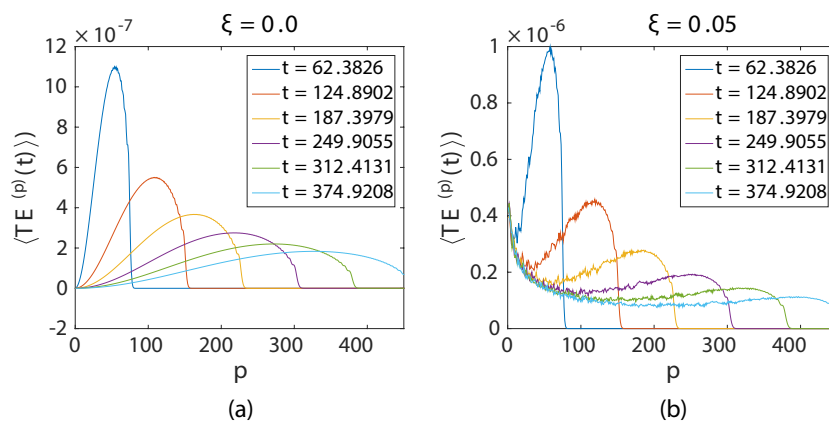 ξ = 0.0
12 × 10⁻⁷
10
8
6
4
2
0
-2
⟨TE ⁽ᵖ⁾(t) ⟩)
0 100 200 300 400
p
t = 62.3826
t = 124.8902
t = 187.3979
t = 249.9055
t = 312.4131
t = 374.9208
(a)
ξ = 0.05
1 × 10⁻⁶
0.8
0.6
0.4
0.2
0
⟨TE ⁽ᵖ⁾(t) ⟩)
0 100 200 300 400
p
t = 62.3826
t = 124.8902
t = 187.3979
t = 249.9055
t = 312.4131
t = 374.9208
(b)